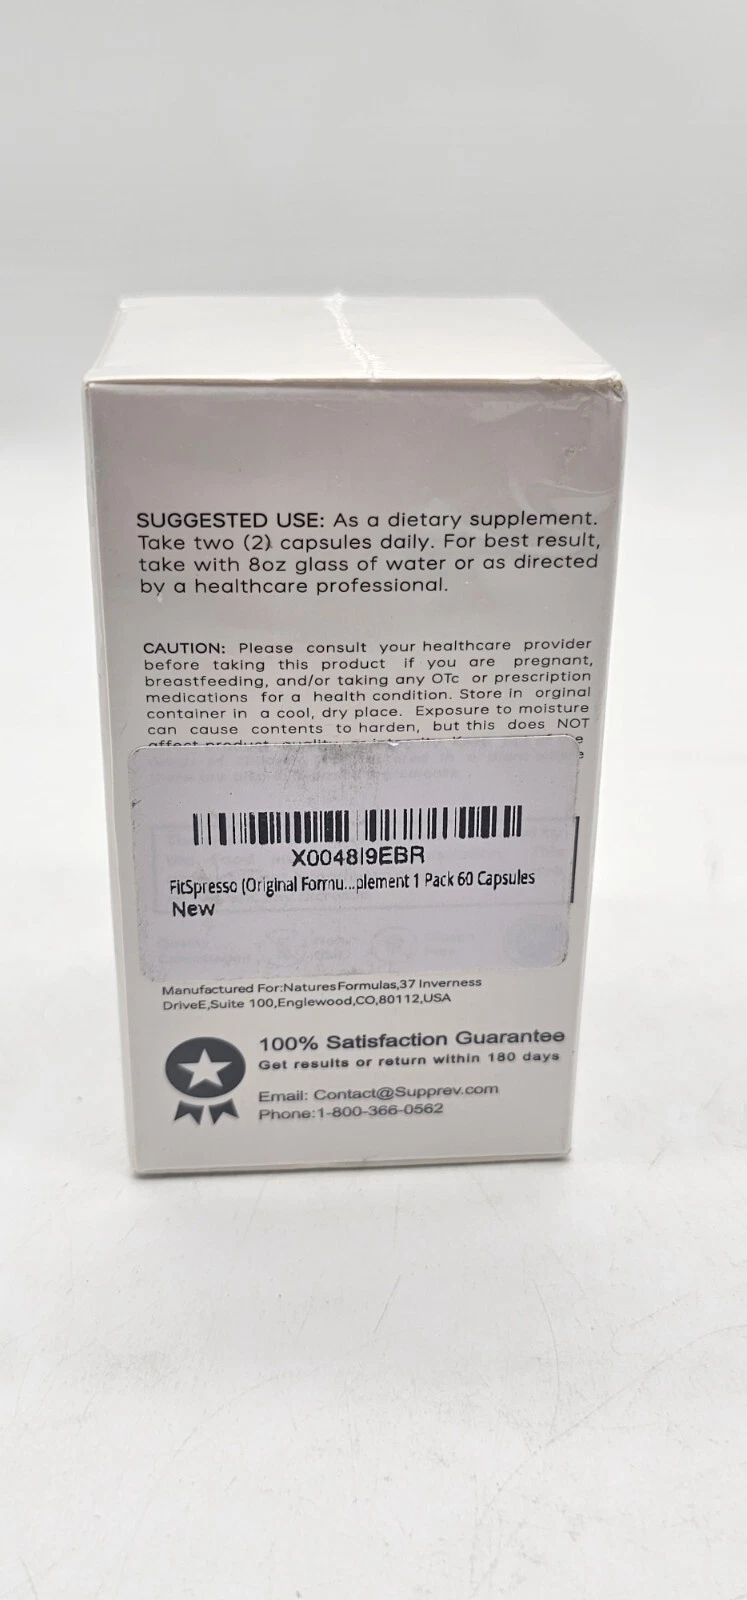 SUGGESTED USE: As a dietary supplement.
Take two (2) capsules daily. For best result,
take with 8oz glass of water or as directed
by a healthcare professional.
CAUTION: Please consult your healthcare provider
before taking this product if you are pregnant,
breastfeeding, and/or taking any OTc or prescription
medications for a health condition. Store in orginal
container in a cool, dry place. Exposure to moisture
can cause contents to harden, but this does NOT
affect product quality
X0048I9EBR
FitSpresso (Original Formu...plement 1 Pack 60 Capsules
New
Manufactured For:NaturesFormulas,37 Inverness
DriveE,Suite 100,Englewood,CO,80112,USA
100% Satisfaction Guarantee
Get results or return within 180 days
Email: Contact@Supprev.com
Phone:1-800-366-0562